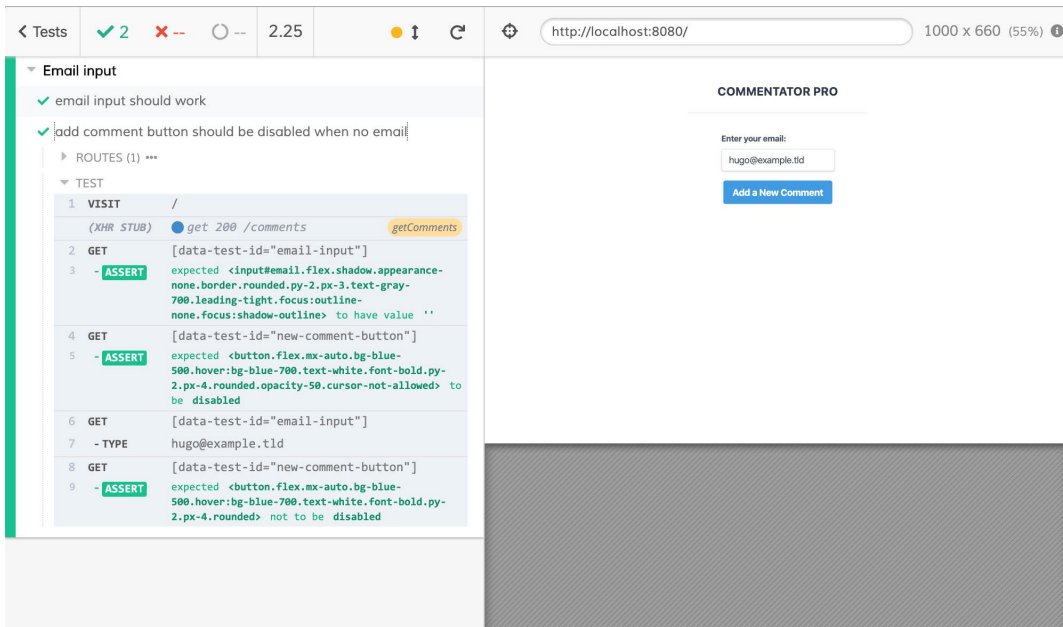 Tests 2 -- -- 2.25
http://localhost:8080/ 1000 x 660 (55%)
Email input
email input should work
add comment button should be disabled when no email
ROUTES (1) •••
TEST
1 VISIT /
(XHR STUB) get 200 /comments getComments
2 GET [data-test-id="email-input"]
3 - ASSERT expected <input#email.flex.shadow.appearance-
none.border.rounded.py-2.px-3.text-gray-
700.leading-tight.focus:outline-
none.focus:shadow-outline> to have value ''
4 GET [data-test-id="new-comment-button"]
5 - ASSERT expected <button.flex.mx-auto.bg-blue-
500.hover:bg-blue-700.text-white.font-bold.py-
2.px-4.rounded.opacity-50.cursor-not-allowed> to
be disabled
6 GET [data-test-id="email-input"]
7 - TYPE hugo@example.tld
8 GET [data-test-id="new-comment-button"]
9 - ASSERT expected <button.flex.mx-auto.bg-blue-
500.hover:bg-blue-700.text-white.font-bold.py-
2.px-4.rounded> not to be disabled
COMMENTATOR PRO
Enter your email:
hugo@example.tld
Add a New Comment